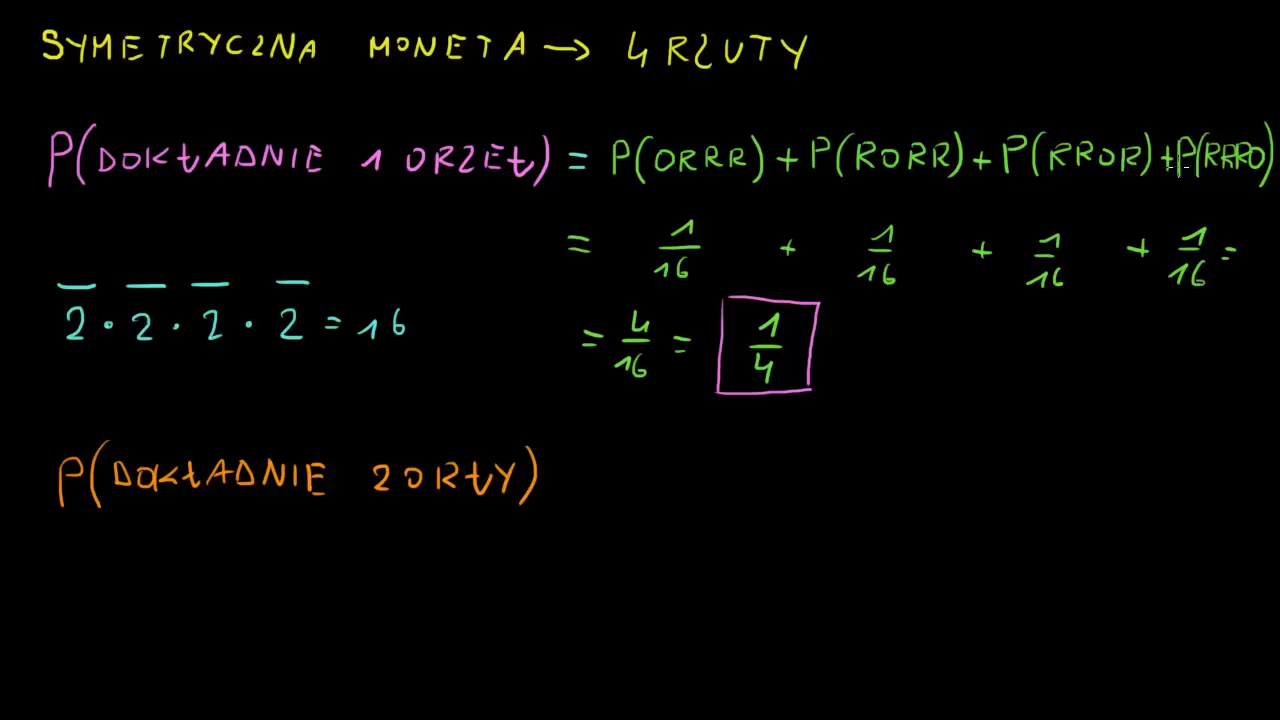 SYMETRYCZNA MONETA → 4 RZUTY
P(DOKŁADNIE 1 ORZEŁ) = P(ORRR) + P(RORR) + P(RROR) + P(RRRO)
= 1/16 + 1/16 + 1/16 + 1/16 =
2 · 2 · 2 · 2 = 16
= 4/16 = 1/4
P(DOKŁADNIE 2 ORŁY)